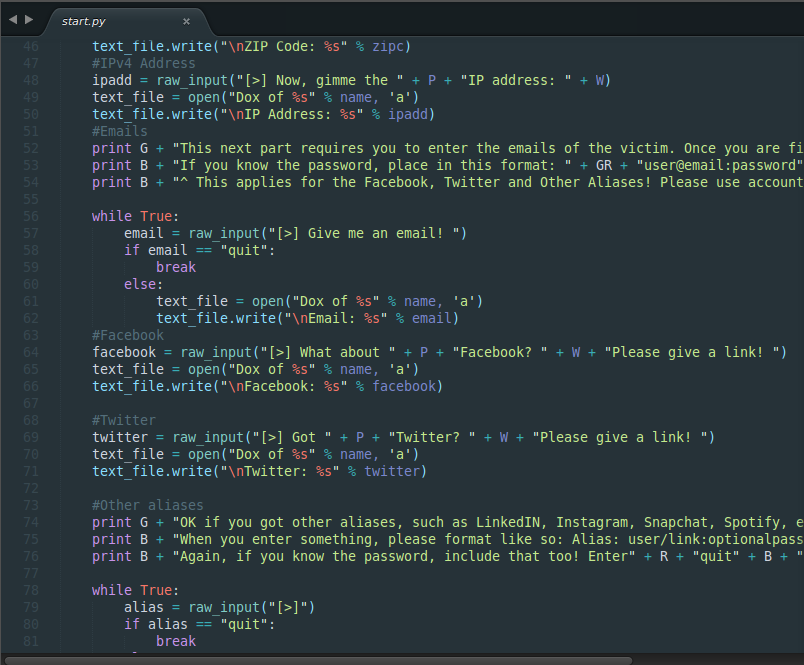 start.py ×
46 text_file.write("\nZIP Code: %s" % zipc)
47 #IPv4 Address
48 ipadd = raw_input("[>] Now, gimme the " + P + "IP address: " + W)
49 text_file = open("Dox of %s" % name, 'a')
50 text_file.write("\nIP Address: %s" % ipadd)
51 #Emails
52 print G + "This next part requires you to enter the emails of the victim. Once you are fi
53 print B + "If you know the password, place in this format: " + GR + "user@email:password"
54 print B + "^ This applies for the Facebook, Twitter and Other Aliases! Please use account
55
56 while True:
57 email = raw_input("[>] Give me an email! ")
58 if email == "quit":
59 break
60 else:
61 text_file = open("Dox of %s" % name, 'a')
62 text_file.write("\nEmail: %s" % email)
63 #Facebook
64 facebook = raw_input("[>] What about " + P + "Facebook? " + W + "Please give a link! ")
65 text_file = open("Dox of %s" % name, 'a')
66 text_file.write("\nFacebook: %s" % facebook)
67
68 #Twitter
69 twitter = raw_input("[>] Got " + P + "Twitter? " + W + "Please give a link! ")
70 text_file = open("Dox of %s" % name, 'a')
71 text_file.write("\nTwitter: %s" % twitter)
72
73 #Other aliases
74 print G + "OK if you got other aliases, such as LinkedIN, Instagram, Snapchat, Spotify, e
75 print B + "When you enter something, please format like so: Alias: user/link:optionalpass
76 print B + "Again, if you know the password, include that too! Enter" + R + "quit" + B + "
77
78 while True:
79 alias = raw_input("[>]")
80 if alias == "quit":
81 break